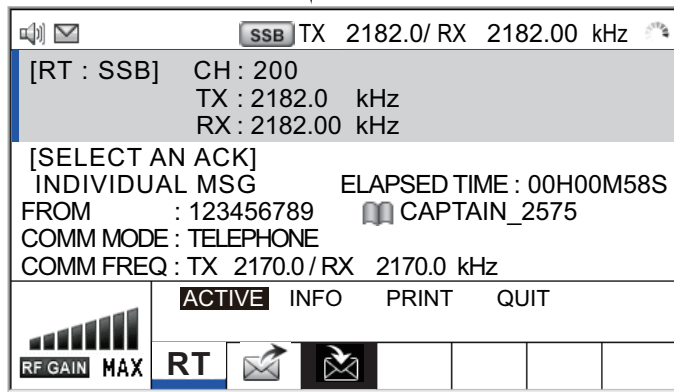 SSB TX 2182.0/ RX 2182.00 kHz
[RT : SSB] CH : 200
TX : 2182.0 kHz
RX : 2182.00 kHz
[SELECT AN ACK]
INDIVIDUAL MSG ELAPSED TIME : 00H00M58S
FROM : 123456789 CAPTAIN_2575
COMM MODE : TELEPHONE
COMM FREQ : TX 2170.0 / RX 2170.0 kHz
ACTIVE INFO PRINT QUIT
RF GAIN MAX RT